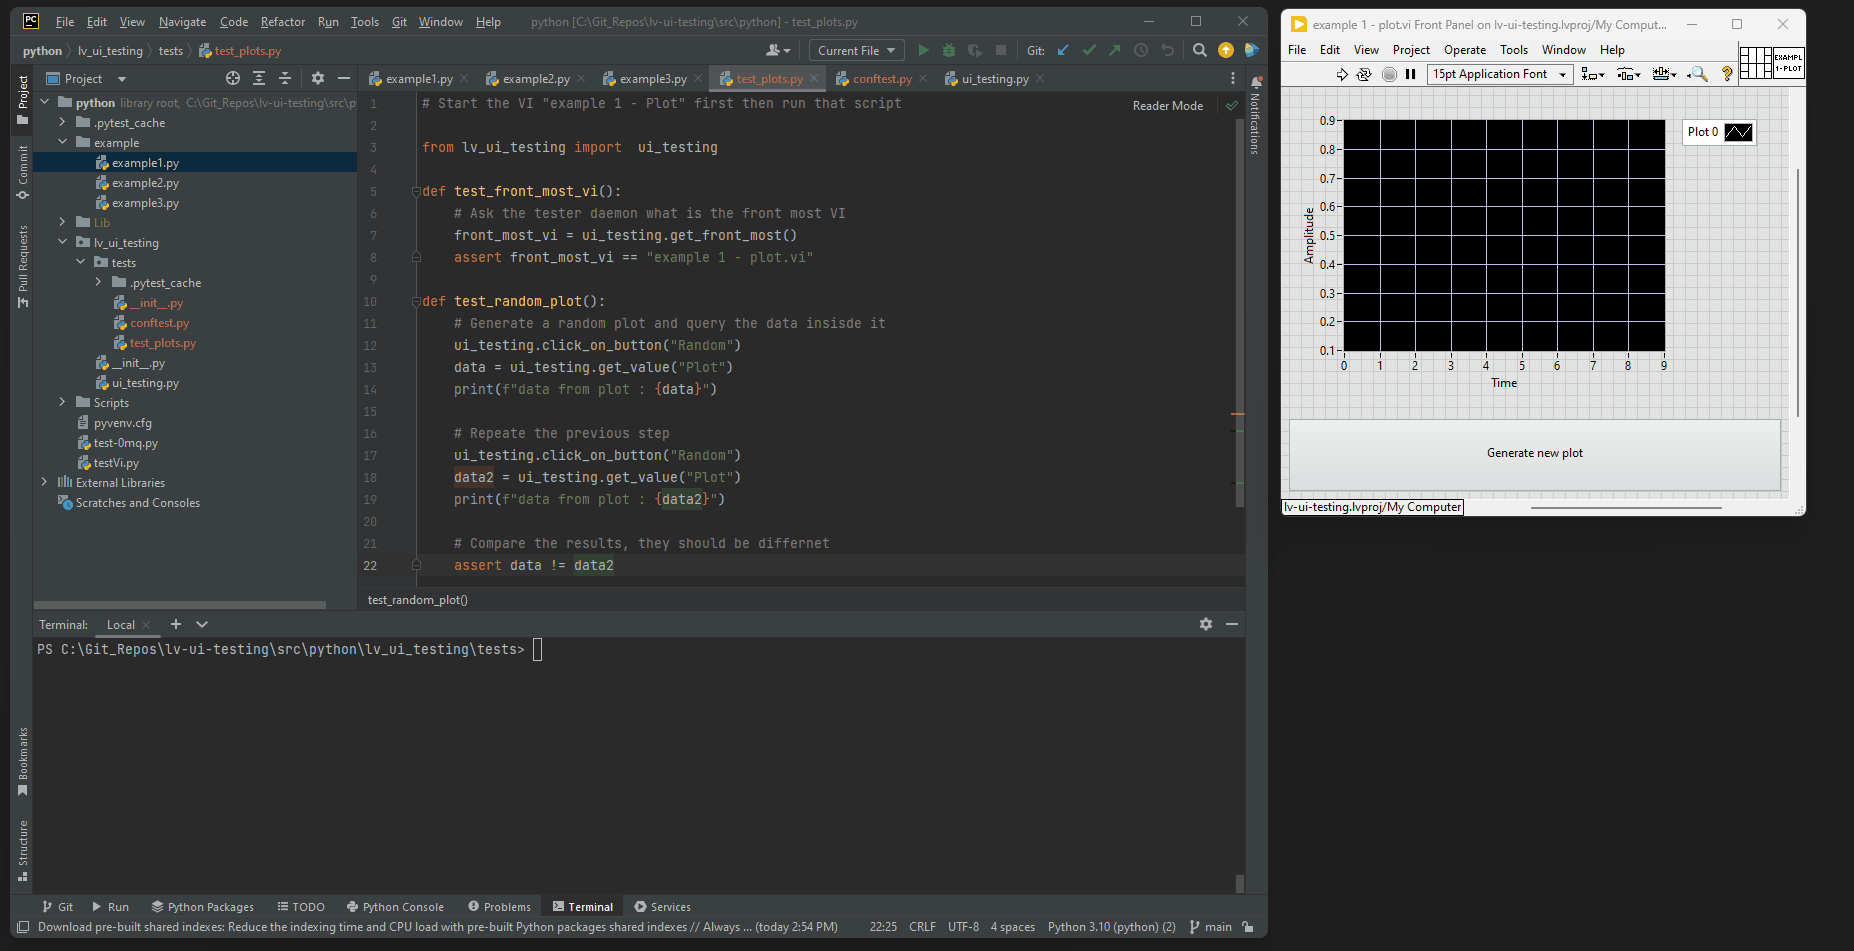 PC File Edit View Navigate Code Refactor Run Tools Git Window Help python [C:\Git_Repos\lv-ui-testing\src\python] - test_plots.py
python lv_ui_testing tests test_plots.py Current File Git:
Project
example1.py example2.py example3.py test_plots.py conftest.py ui_testing.py
Project
Commit
Pull Requests
Bookmarks
Structure
python library root, C:\Git_Repos\lv-ui-testing\src\py
.pytest_cache
example
example1.py
example2.py
example3.py
Lib
lv_ui_testing
tests
.pytest_cache
__init__.py
conftest.py
test_plots.py
__init__.py
ui_testing.py
Scripts
pyvenv.cfg
test-0mq.py
testVi.py
External Libraries
Scratches and Consoles
Reader Mode
Notifications
1 # Start the VI "example 1 - Plot" first then run that script
2
3 from lv_ui_testing import  ui_testing
4
5 def test_front_most_vi():
6 # Ask the tester daemon what is the front most VI
7 front_most_vi = ui_testing.get_front_most()
8 assert front_most_vi == "example 1 - plot.vi"
9
10 def test_random_plot():
11 # Generate a random plot and query the data insisde it
12 ui_testing.click_on_button("Random")
13 data = ui_testing.get_value("Plot")
14 print(f"data from plot : {data}")
15
16 # Repeate the previous step
17 ui_testing.click_on_button("Random")
18 data2 = ui_testing.get_value("Plot")
19 print(f"data from plot : {data2}")
20
21 # Compare the results, they should be differnet
22 assert data != data2
test_random_plot()
Terminal: Local
PS C:\Git_Repos\lv-ui-testing\src\python\lv_ui_testing\tests>
Git Run Python Packages TODO Python Console Problems Terminal Services
Download pre-built shared indexes: Reduce the indexing time and CPU load with pre-built Python packages shared indexes // Always ... (today 2:54 PM) 22:25 CRLF UTF-8 4 spaces Python 3.10 (python) (2) main
example 1 - plot.vi Front Panel on lv-ui-testing.lvproj/My Comput...
File Edit View Project Operate Tools Window Help
15pt Application Font
EXAMPL
1-PLOT
Plot 0
Amplitude
0.9
0.8
0.7
0.6
0.5
0.4
0.3
0.2
0.1
0 1 2 3 4 5 6 7 8 9
Time
Generate new plot
lv-ui-testing.lvproj/My Computer